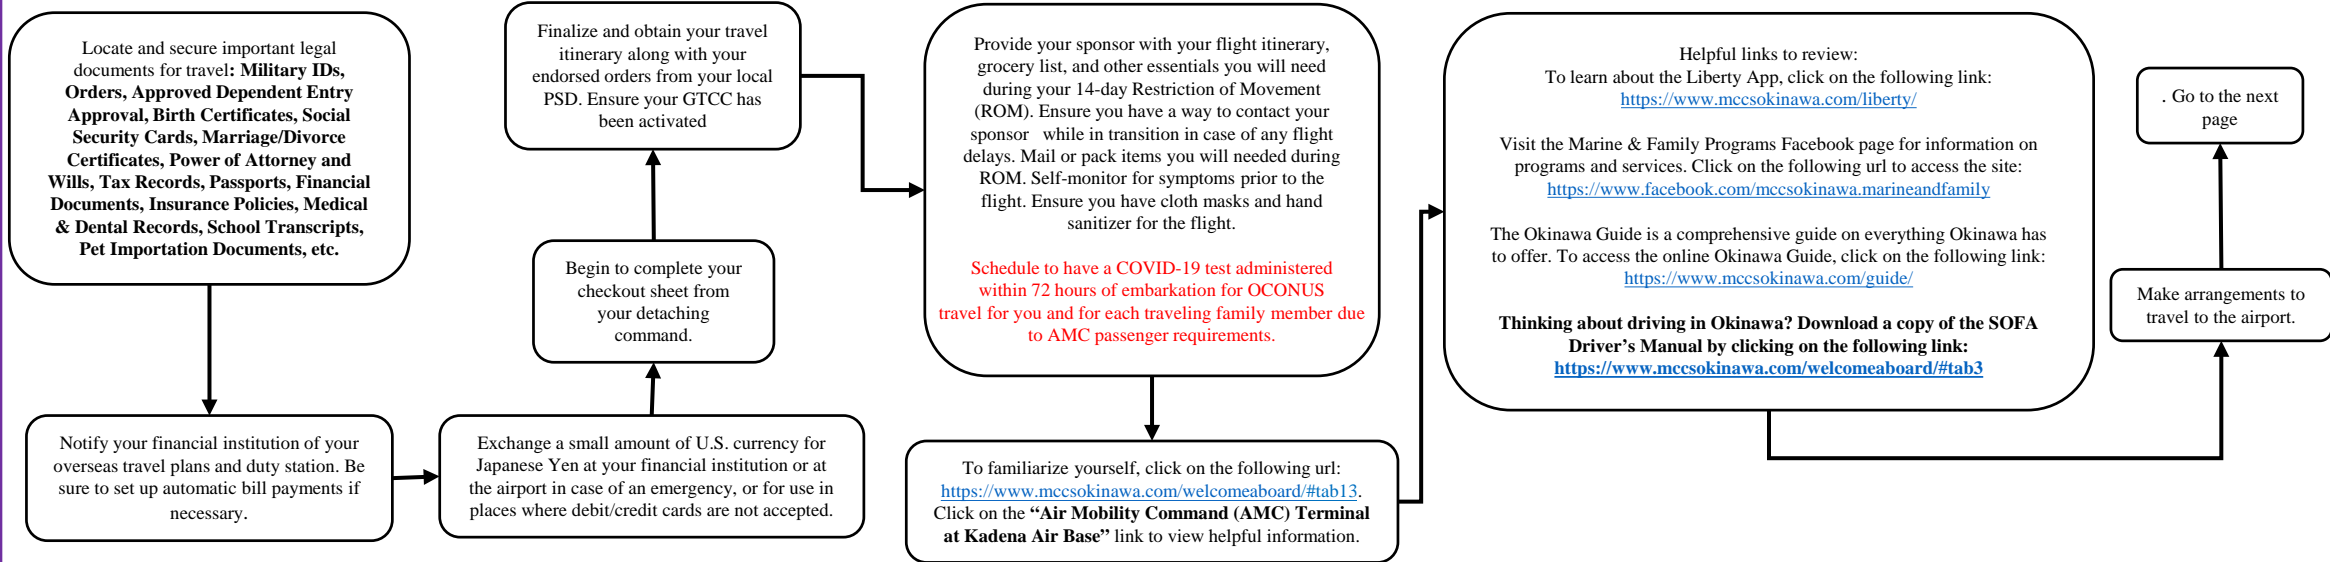 Locate and secure important legal
documents for travel: Military IDs,
Orders, Approved Dependent Entry
Approval, Birth Certificates, Social
Security Cards, Marriage/Divorce
Certificates, Power of Attorney and
Wills, Tax Records, Passports, Financial
Documents, Insurance Policies, Medical
& Dental Records, School Transcripts,
Pet Importation Documents, etc.
Notify your financial institution of your
overseas travel plans and duty station. Be
sure to set up automatic bill payments if
necessary.
Exchange a small amount of U.S. currency for
Japanese Yen at your financial institution or at
the airport in case of an emergency, or for use in
places where debit/credit cards are not accepted.
Begin to complete your
checkout sheet from
your detaching
command.
Finalize and obtain your travel
itinerary along with your
endorsed orders from your local
PSD. Ensure your GTCC has
been activated
Provide your sponsor with your flight itinerary,
grocery list, and other essentials you will need
during your 14-day Restriction of Movement
(ROM). Ensure you have a way to contact your
sponsor while in transition in case of any flight
delays. Mail or pack items you will needed during
ROM. Self-monitor for symptoms prior to the
flight. Ensure you have cloth masks and hand
sanitizer for the flight.
Schedule to have a COVID-19 test administered
within 72 hours of embarkation for OCONUS
travel for you and for each traveling family member due
to AMC passenger requirements.
To familiarize yourself, click on the following url:
https://www.mccsokinawa.com/welcomeaboard/#tab13.
Click on the “Air Mobility Command (AMC) Terminal
at Kadena Air Base” link to view helpful information.
Helpful links to review:
To learn about the Liberty App, click on the following link:
https://www.mccsokinawa.com/liberty/
Visit the Marine & Family Programs Facebook page for information on
programs and services. Click on the following url to access the site:
https://www.facebook.com/mccsokinawa.marineandfamily
The Okinawa Guide is a comprehensive guide on everything Okinawa has
to offer. To access the online Okinawa Guide, click on the following link:
https://www.mccsokinawa.com/guide/
Thinking about driving in Okinawa? Download a copy of the SOFA
Driver’s Manual by clicking on the following link:
https://www.mccsokinawa.com/welcomeaboard/#tab3
Make arrangements to
travel to the airport.
. Go to the next
page